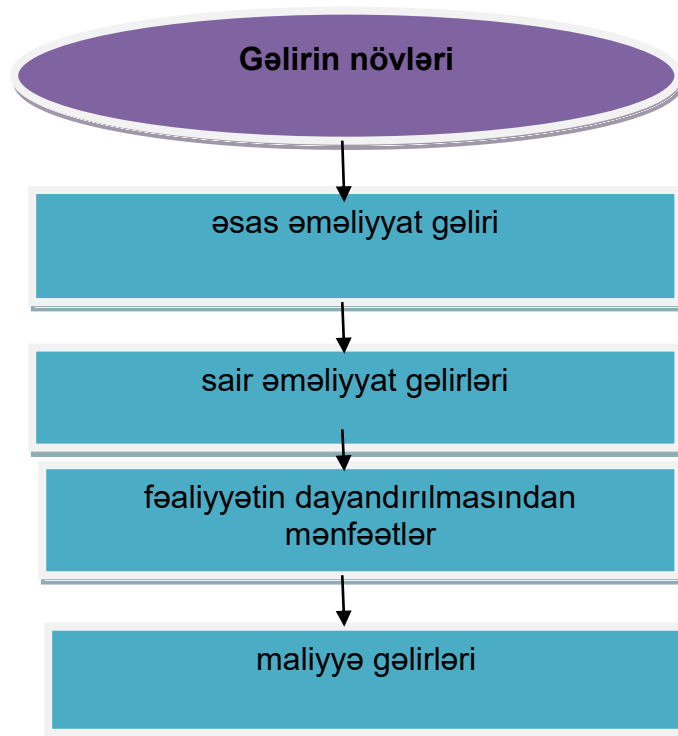 Gəlirin növləri
əsas əməliyyat gəliri
sair əməliyyat gəlirləri
fəaliyyətin dayandırılmasından
mənfəətlər
maliyyə gəlirləri